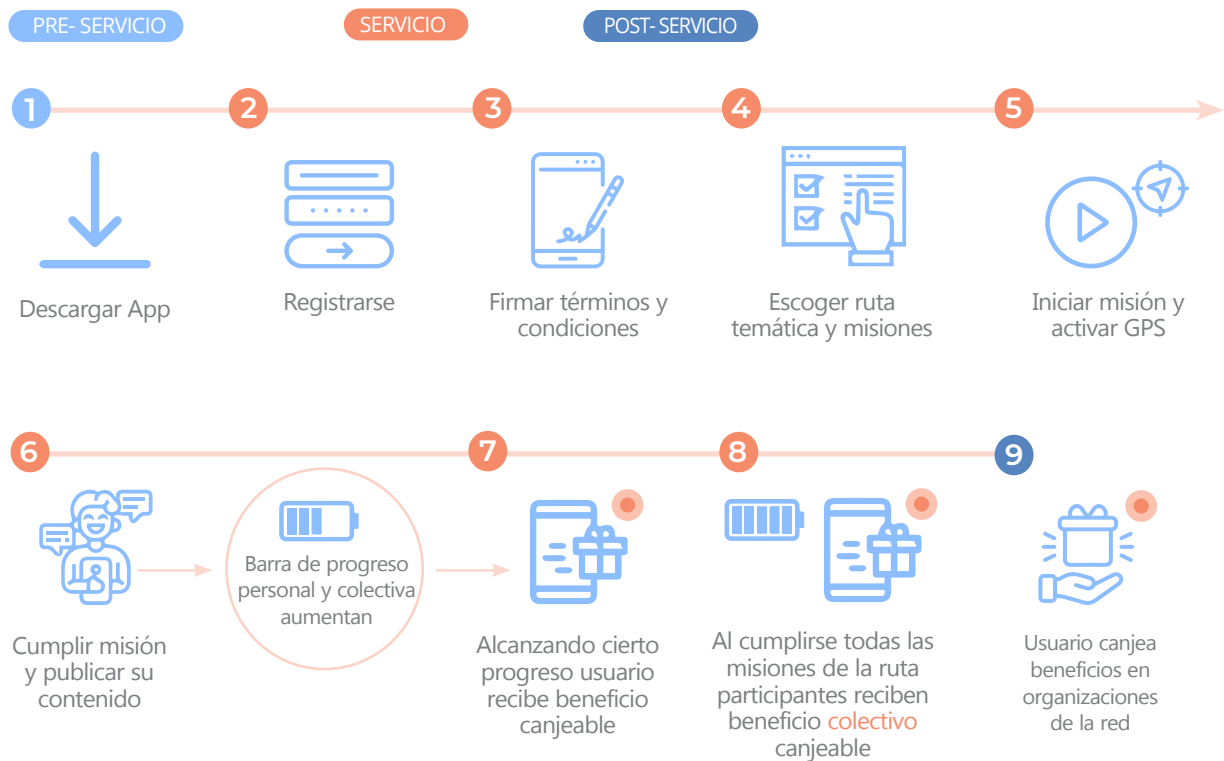 PRE- SERVICIO
SERVICIO
POST- SERVICIO
1
2
3
4
5
Descargar App
Registrarse
Firmar términos y
condiciones
Escoger ruta
temática y misiones
Iniciar misión y
activar GPS
6
7
8
9
Cumplir misión
y publicar su
contenido
Barra de progreso
personal y colectiva
aumentan
Alcanzando cierto
progreso usuario
recibe beneficio
canjeable
Al cumplirse todas las
misiones de la ruta
participantes reciben
beneficio colectivo
canjeable
Usuario canjea
beneficios en
organizaciones
de la red